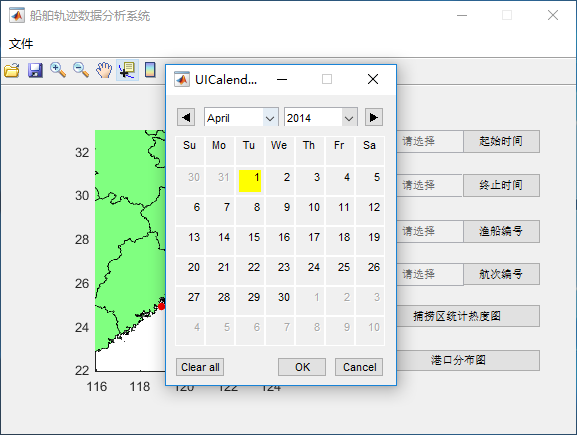 船舶轨迹数据分析系统
文件
UICalend...
April 2014
Su Mo Tu We Th Fr Sa
30 31 1 2 3 4 5
6 7 8 9 10 11 12
13 14 15 16 17 18 19
20 21 22 23 24 25 26
27 28 29 30 1 2 3
4 5 6 7 8 9 10
Clear all OK Cancel
32
30
28
26
24
22
116 118 120 122 124
请选择 起始时间
请选择 终止时间
请选择 渔船编号
请选择 航次编号
捕捞区统计热度图
港口分布图